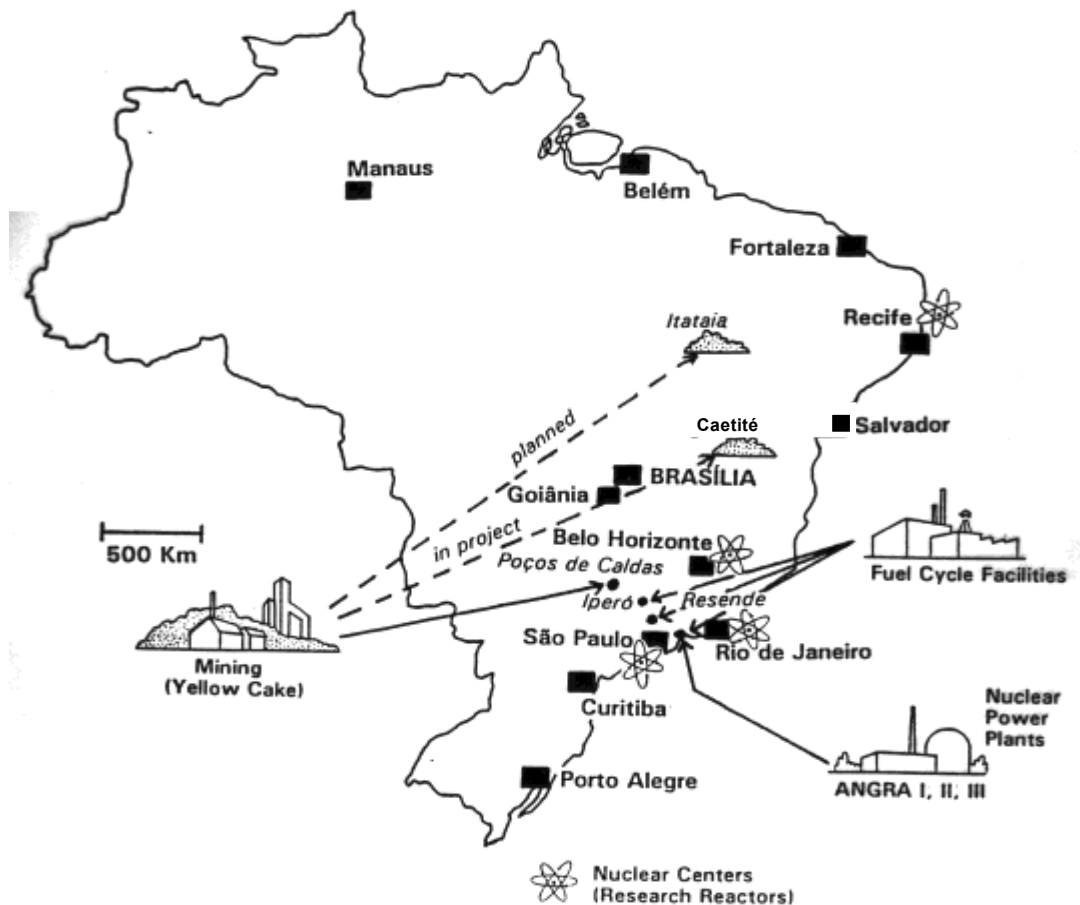 Manaus
Belém
Fortaleza
Recife
Itataia
planned
Caetité
Salvador
BRASÍLIA
Goiânia
in project
500 Km
Belo Horizonte
Poços de Caldas
Fuel Cycle Facilities
Iperó
Resende
São Paulo
Rio de Janeiro
Mining
(Yellow Cake)
Curitiba
Nuclear
Power
Plants
Porto Alegre
ANGRA I, II, III
Nuclear Centers
(Research Reactors)